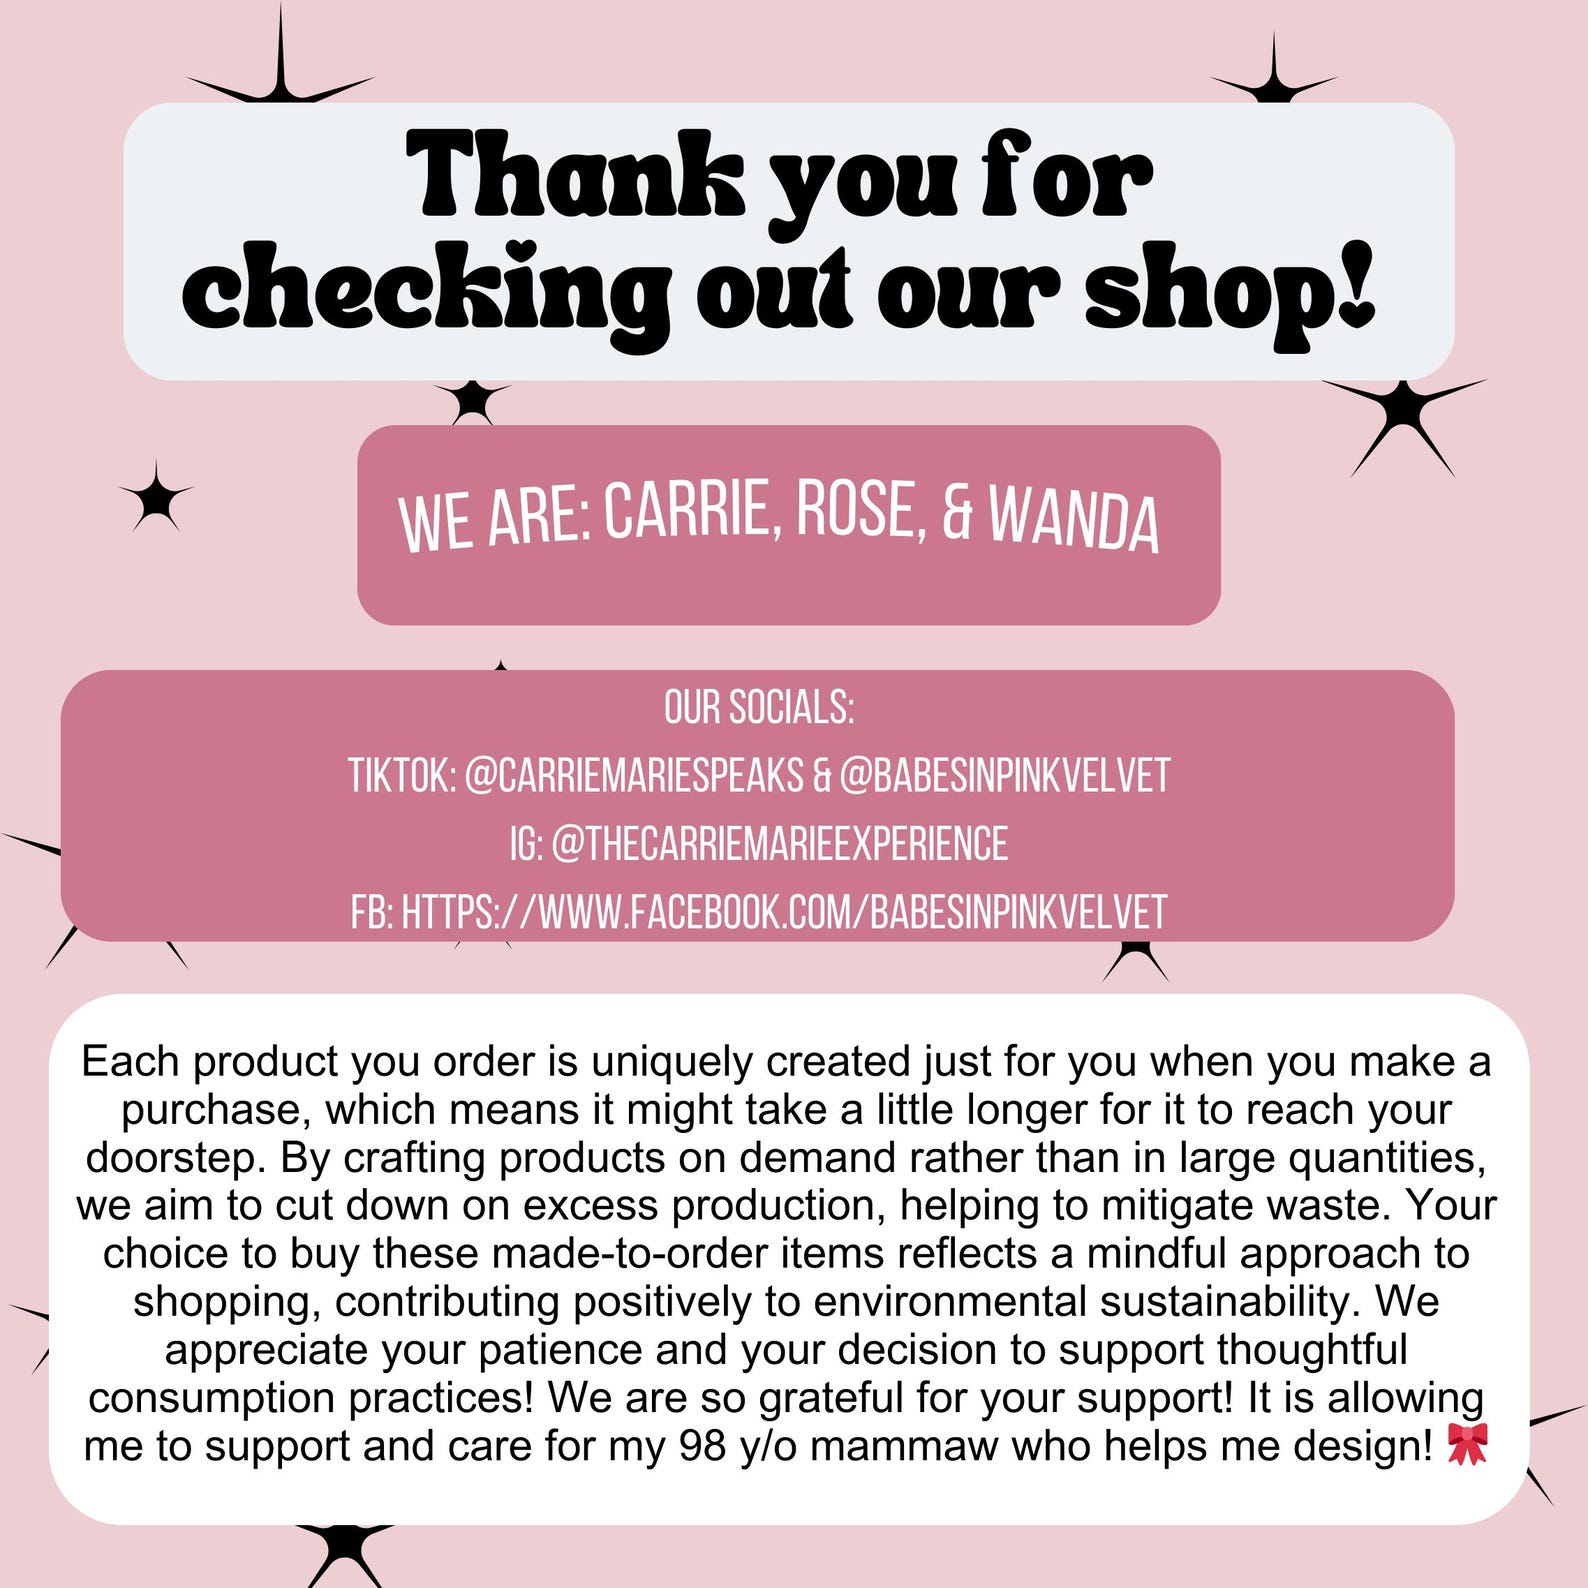 Thank you for
checking out our shop!
WE ARE: CARRIE, ROSE, & WANDA
OUR SOCIALS:
TIKTOK: @CARRIEMARIESPEAKS & @BABESINPINKVELVET
IG: @THECARRIEMARIEEXPERIENCE
FB: HTTPS://WWW.FACEBOOK.COM/BABESINPINKVELVET
Each product you order is uniquely created just for you when you make a
purchase, which means it might take a little longer for it to reach your
doorstep. By crafting products on demand rather than in large quantities,
we aim to cut down on excess production, helping to mitigate waste. Your
choice to buy these made-to-order items reflects a mindful approach to
shopping, contributing positively to environmental sustainability. We
appreciate your patience and your decision to support thoughtful
consumption practices! We are so grateful for your support! It is allowing
me to support and care for my 98 y/o mammaw who helps me design! 🎀